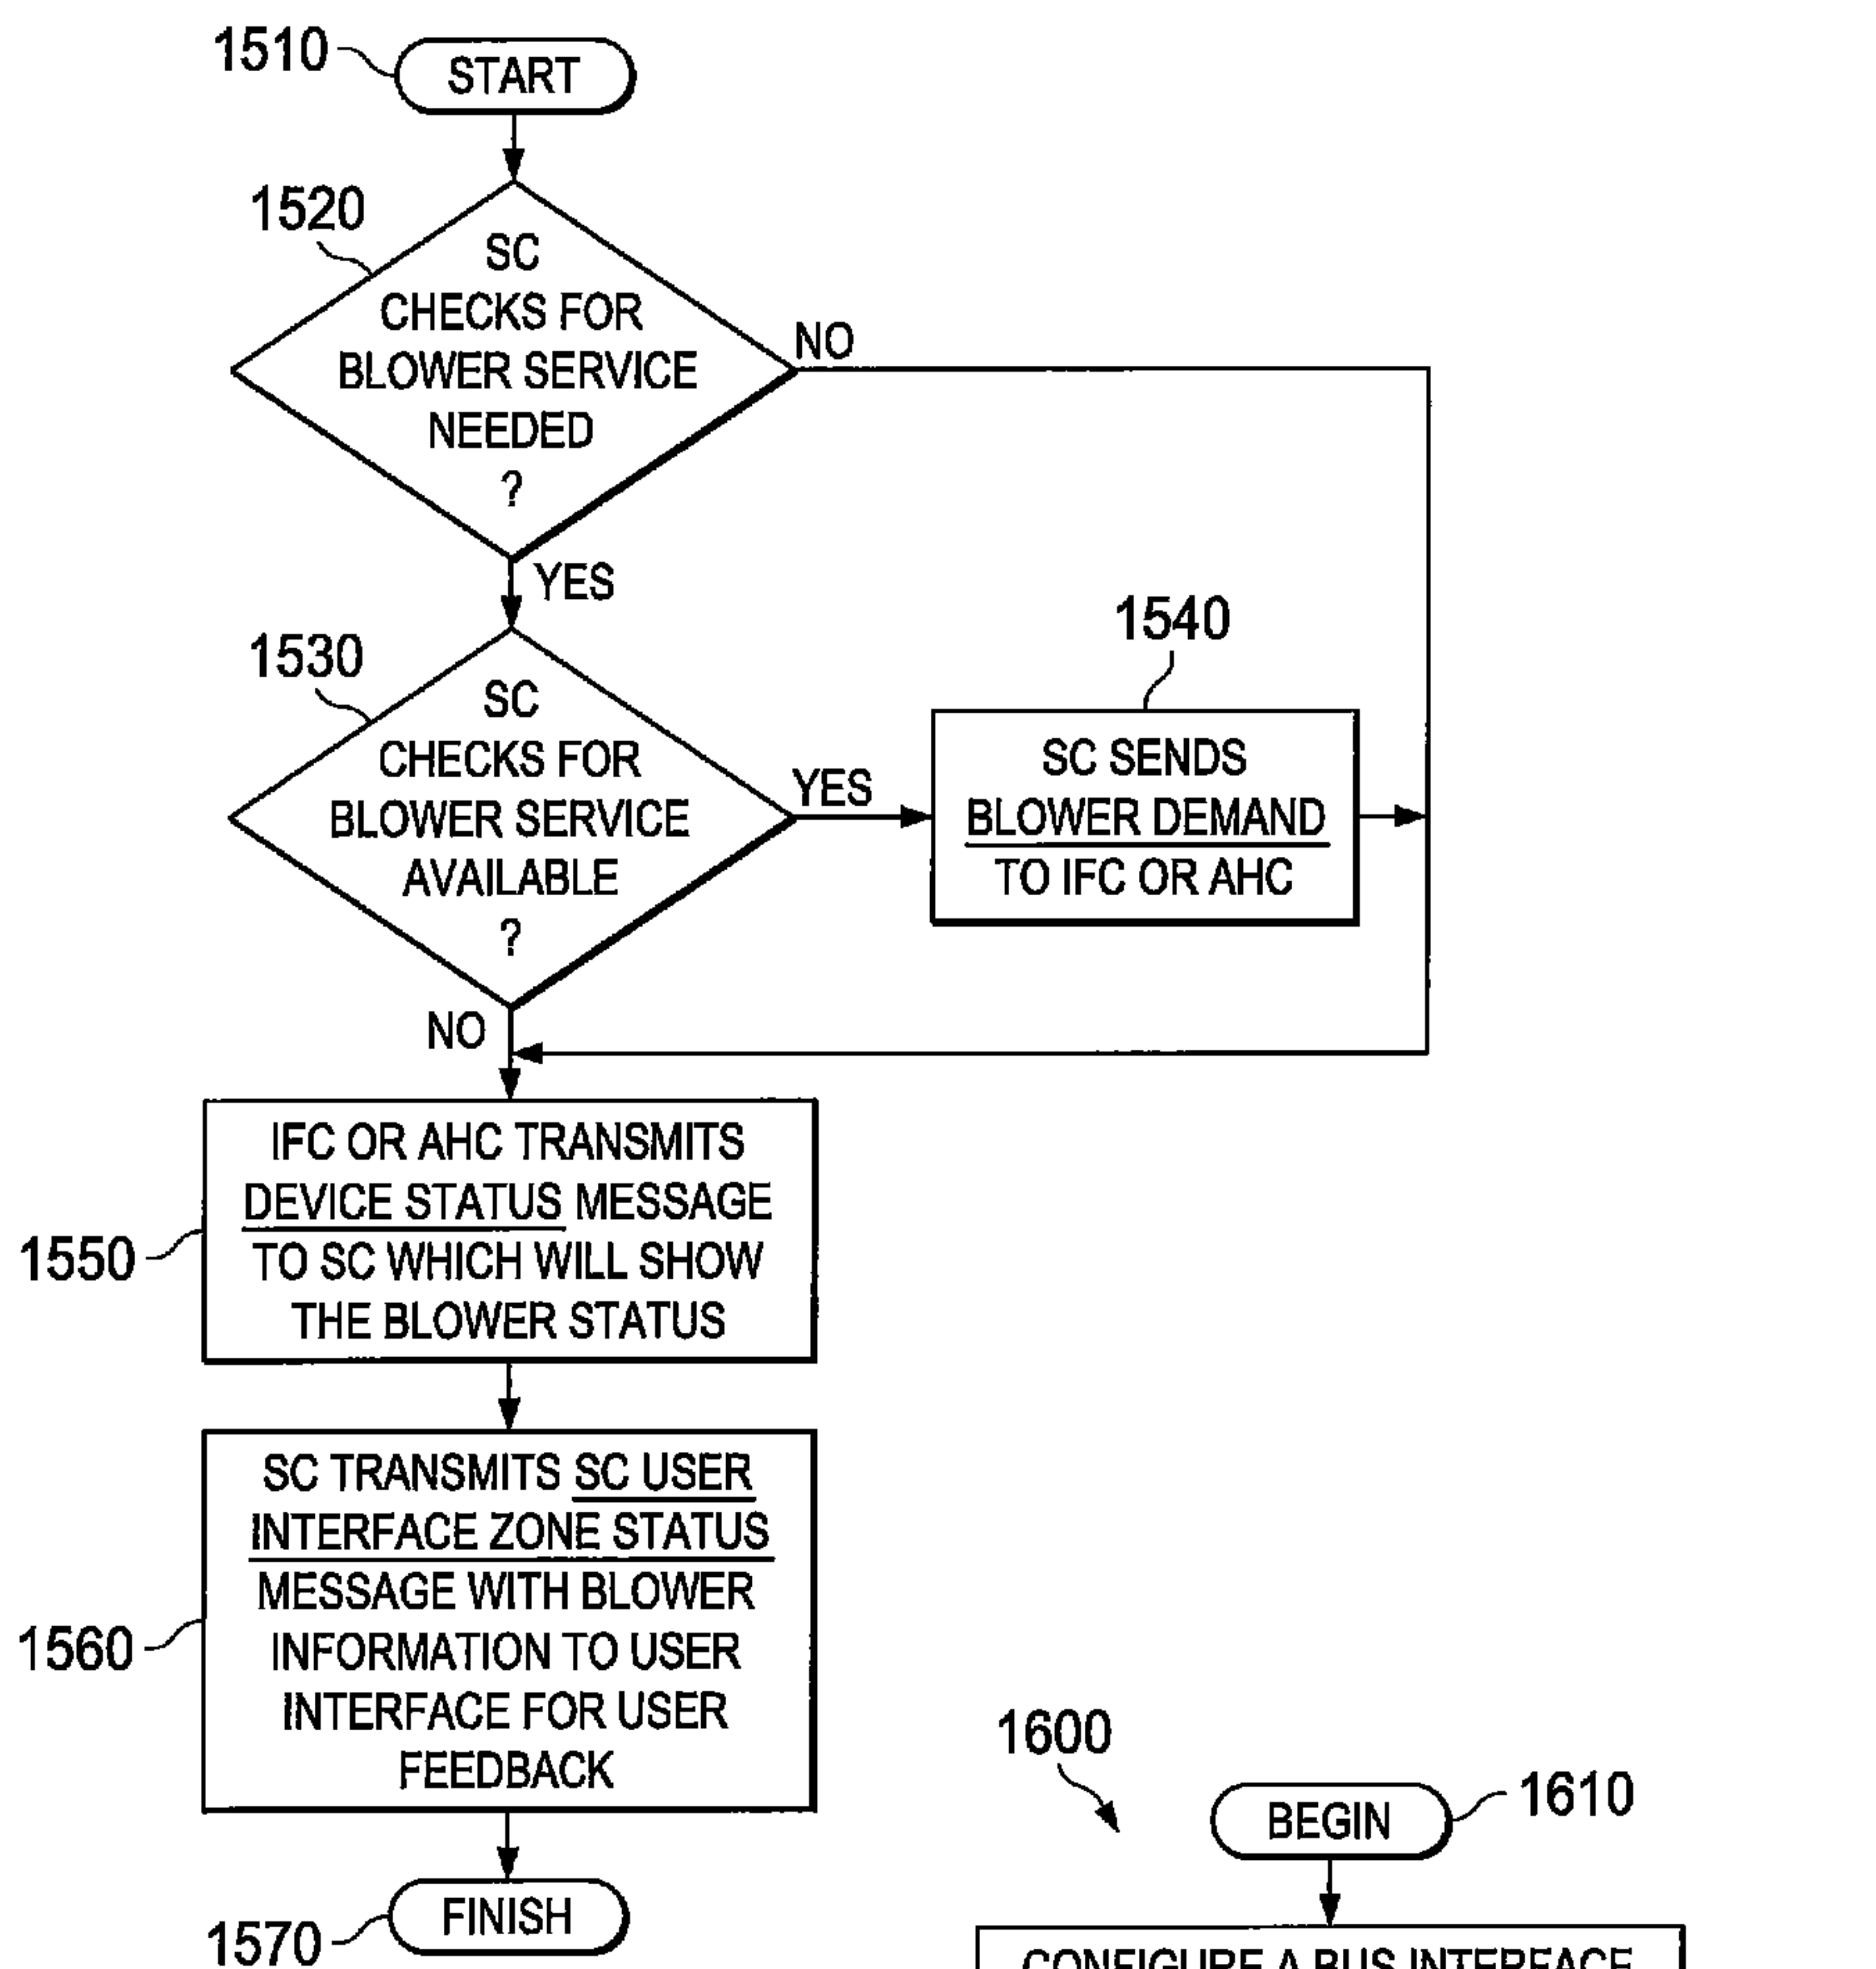 1510
START
1520
SC
CHECKS FOR
BLOWER SERVICE
NEEDED
?
NO
YES
1530
SC
CHECKS FOR
BLOWER SERVICE
AVAILABLE
?
YES
1540
SC SENDS
BLOWER DEMAND
TO IFC OR AHC
NO
1550
IFC OR AHC TRANSMITS
DEVICE STATUS MESSAGE
TO SC WHICH WILL SHOW
THE BLOWER STATUS
1560
SC TRANSMITS SC USER
INTERFACE ZONE STATUS
MESSAGE WITH BLOWER
INFORMATION TO USER
INTERFACE FOR USER
FEEDBACK
1570
FINISH
1600
BEGIN
1610
CONFIGURE A BUS INTERFACE